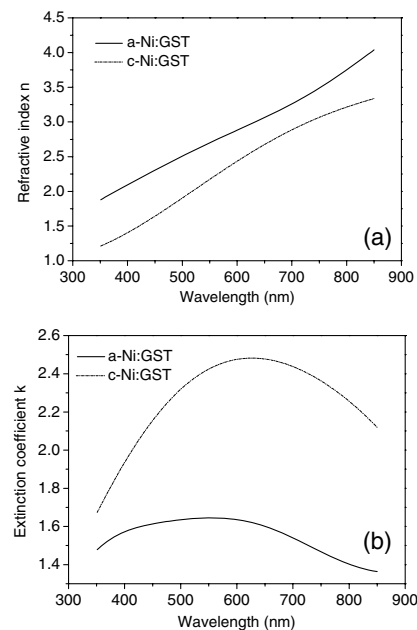 4.5
4.0
3.5
3.0
2.5
2.0
1.5
1.0
Refractive index n
a-Ni:GST
c-Ni:GST
(a)
300 400 500 600 700 800 900
Wavelength (nm)
2.6
2.4
2.2
2.0
1.8
1.6
1.4
1.2
Extinction coefficient k
a-Ni:GST
c-Ni:GST
(b)
300 400 500 600 700 800 900
Wavelength (nm)